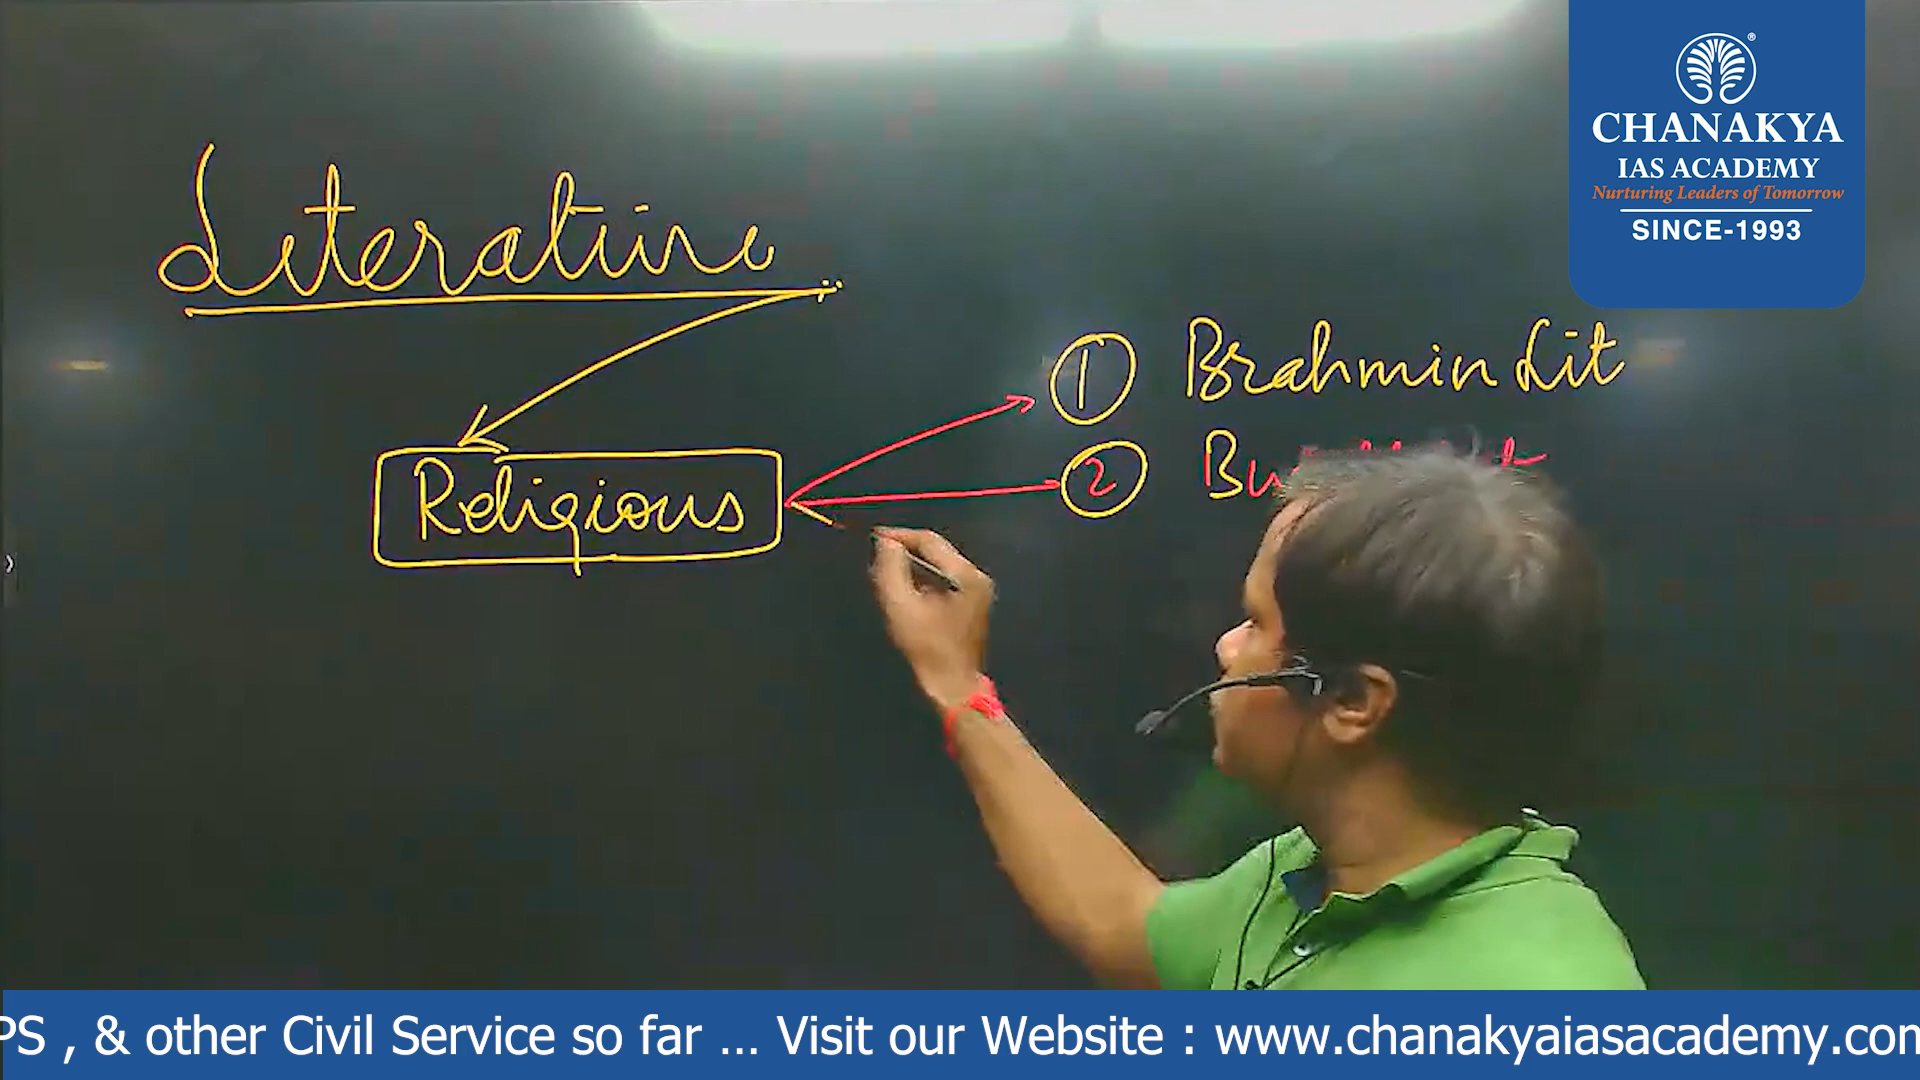 CHANAKYA
IAS ACADEMY
Nurturing Leaders of Tomorrow
SINCE-1993
Literature
① Brahmin Lit
② Bu
Religious
PS , & other Civil Service so far ... Visit our Website : www.chanakyaiasacademy.com